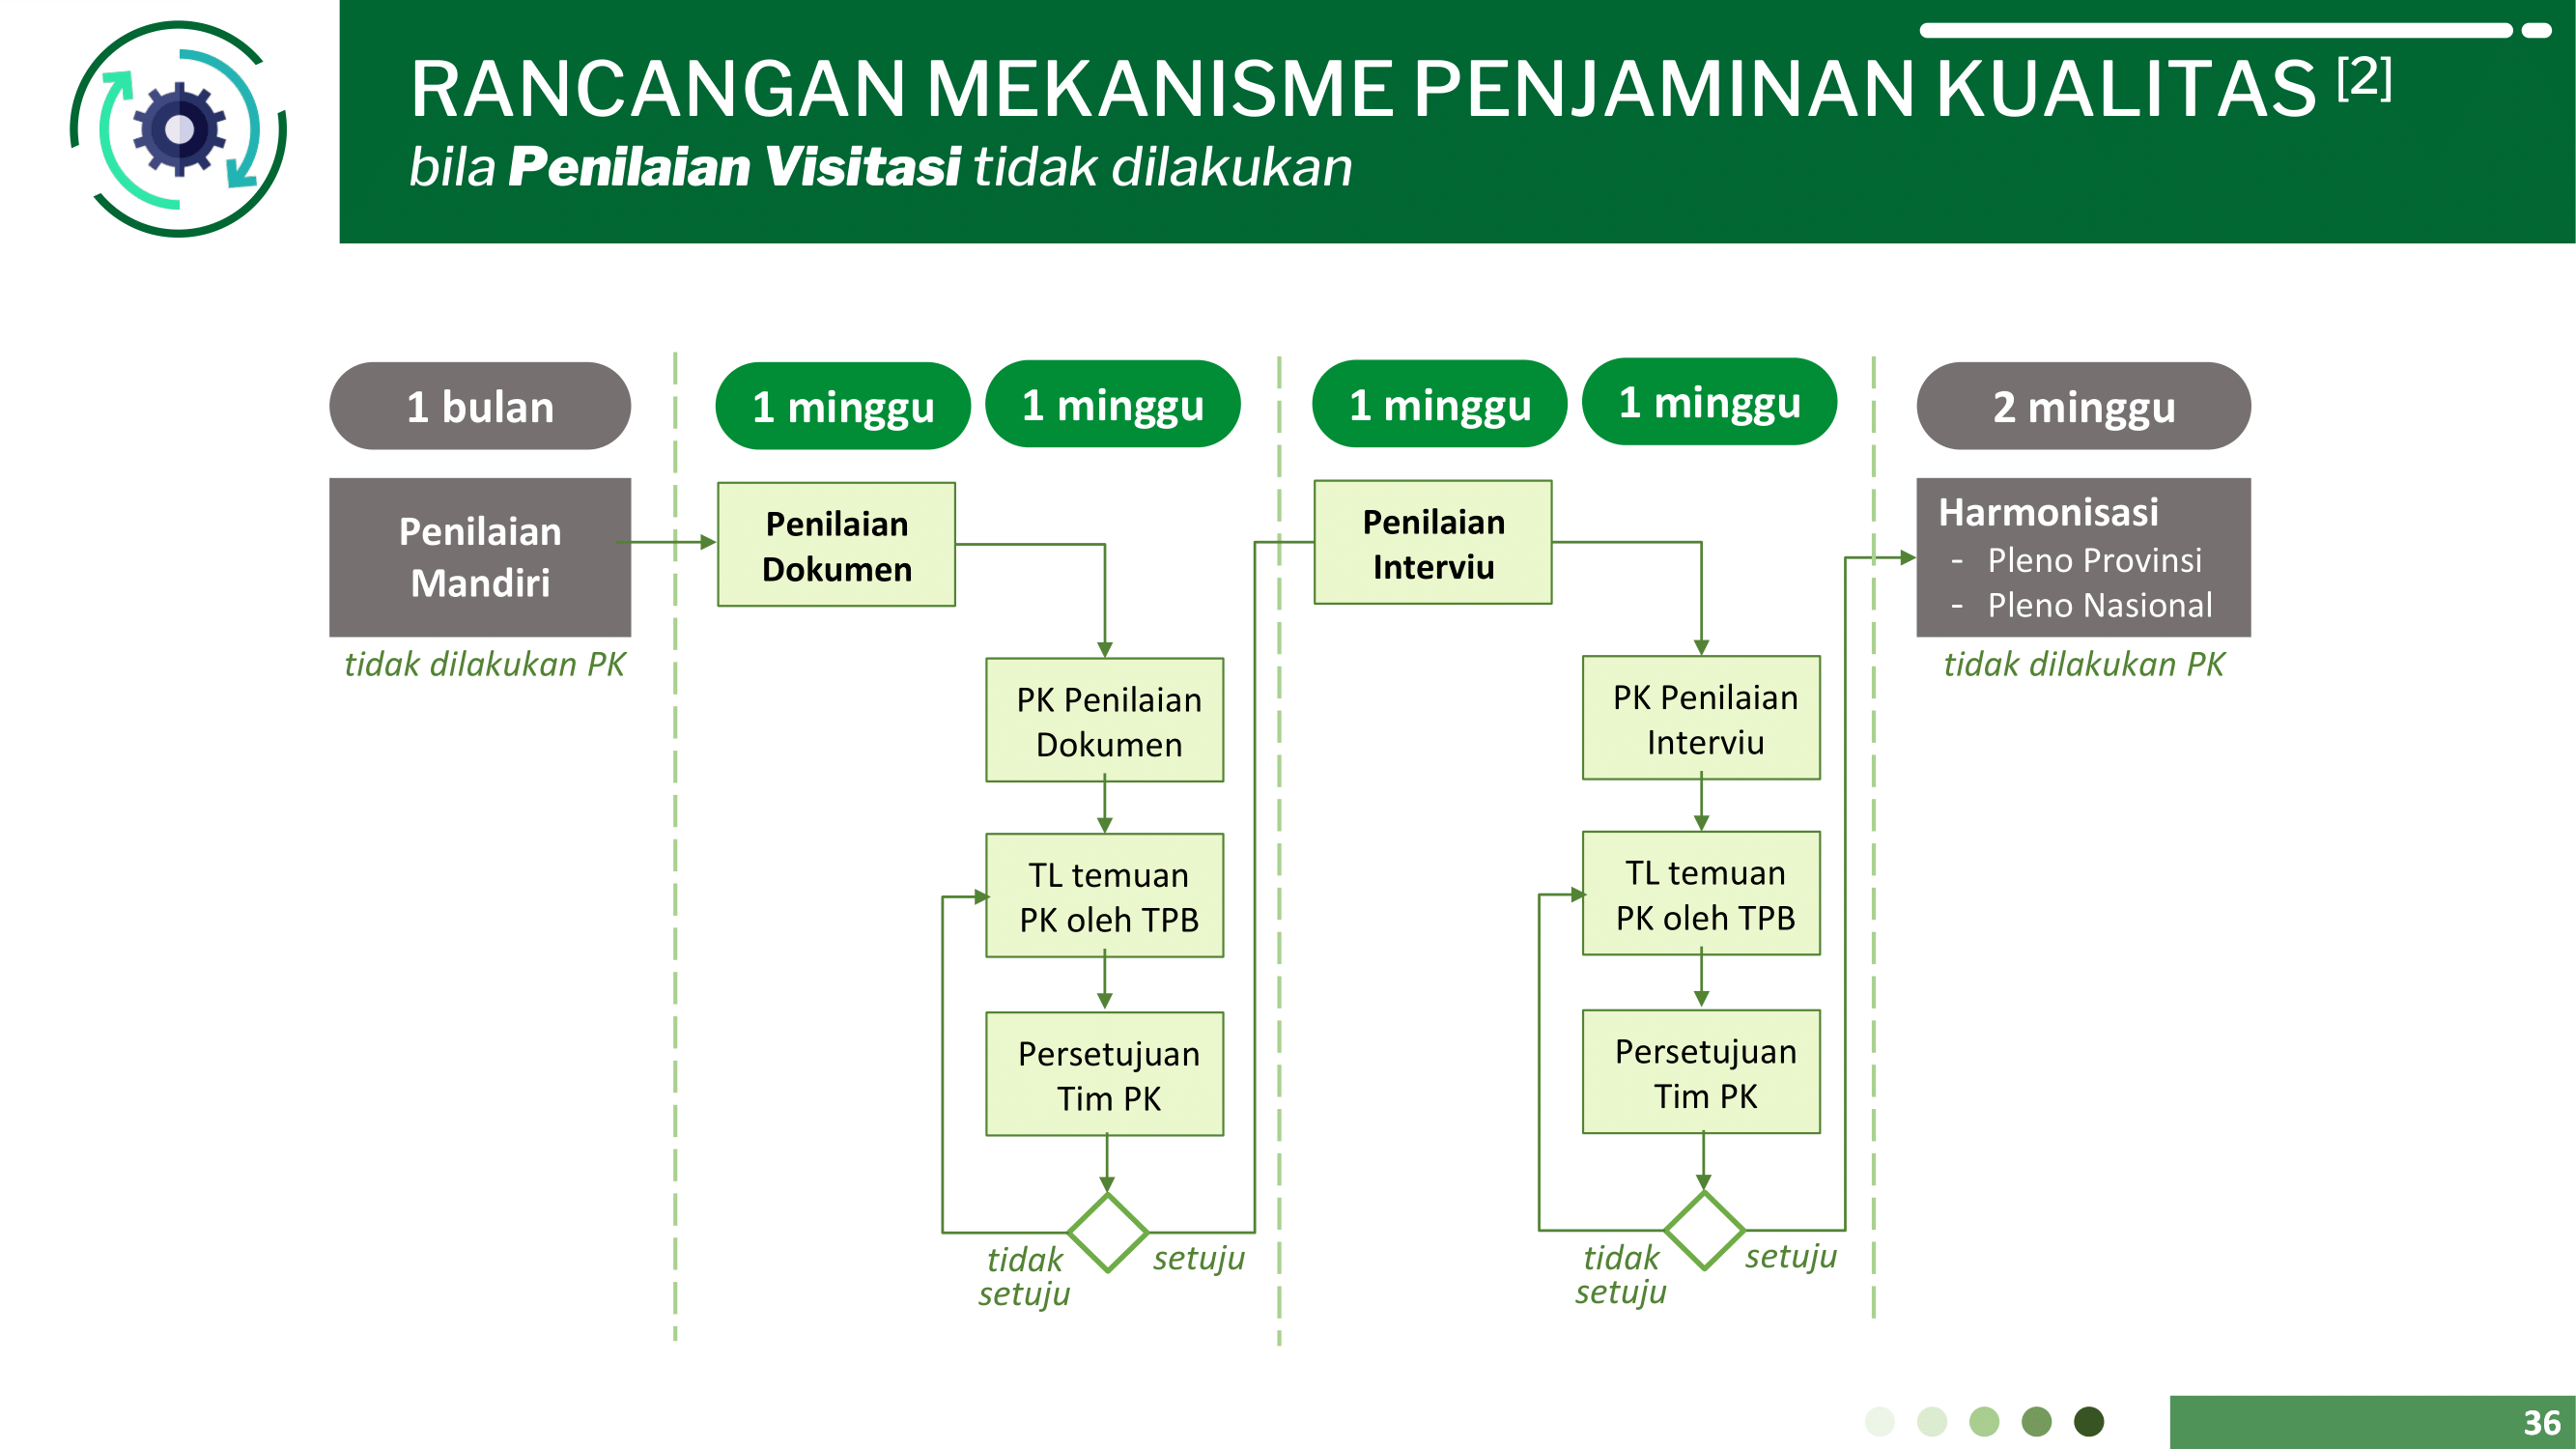 RANCANGAN MEKANISME PENJAMINAN KUALITAS [2]
bila Penilaian Visitasi tidak dilakukan
1 bulan
1 minggu
1 minggu
1 minggu
1 minggu
2 minggu
Penilaian
Mandiri
tidak dilakukan PK
Penilaian
Dokumen
PK Penilaian
Dokumen
TL temuan
PK oleh TPB
Persetujuan
Tim PK
tidak
setuju
setuju
Penilaian
Interviu
PK Penilaian
Interviu
TL temuan
PK oleh TPB
Persetujuan
Tim PK
tidak
setuju
setuju
Harmonisasi
- Pleno Provinsi
- Pleno Nasional
tidak dilakukan PK
36